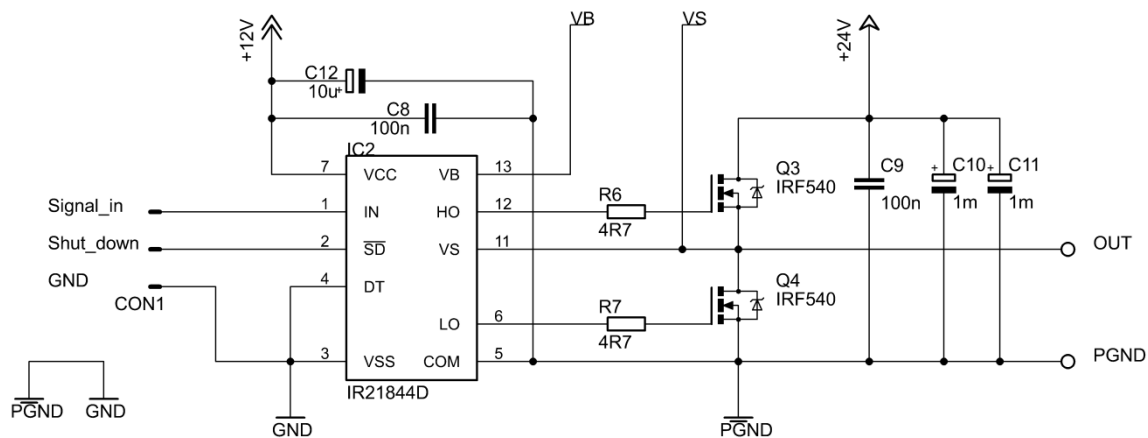 +12V
VB
VS
+24V
C12
10u
+
C8
100n
IC2
7
VCC
VB
13
Q3
IRF540
C9
100n
+
C10
1m
+
C11
1m
Signal_in
1
IN
HO
12
R6
4R7
Shut_down
2
SD
VS
11
OUT
GND
4
DT
Q4
IRF540
CON1
LO
6
R7
4R7
3
VSS
COM
5
PGND
IR21844D
PGND
GND
GND
PGND